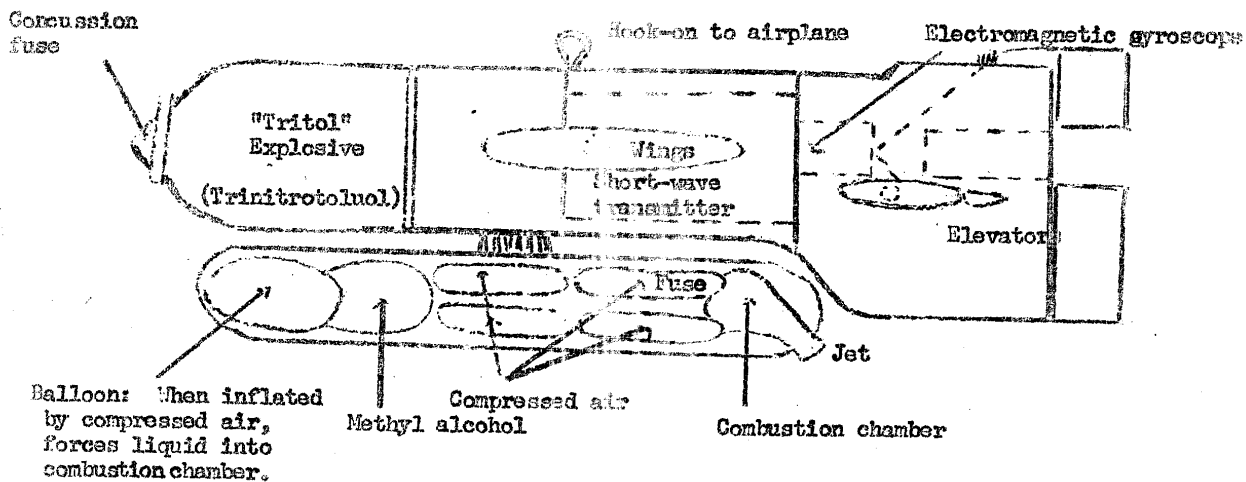 Concussion
fuse
Hook-on to airplane
Electromagnetic gyroscope
"Tritol"
Explosive
(Trinitrotoluol)
Wings
Short-wave
transmitter
Elevator
Fuse
Jet
Balloon: When inflated
by compressed air,
forces liquid into
combustion chamber.
Methyl alcohol
Compressed air
Combustion chamber